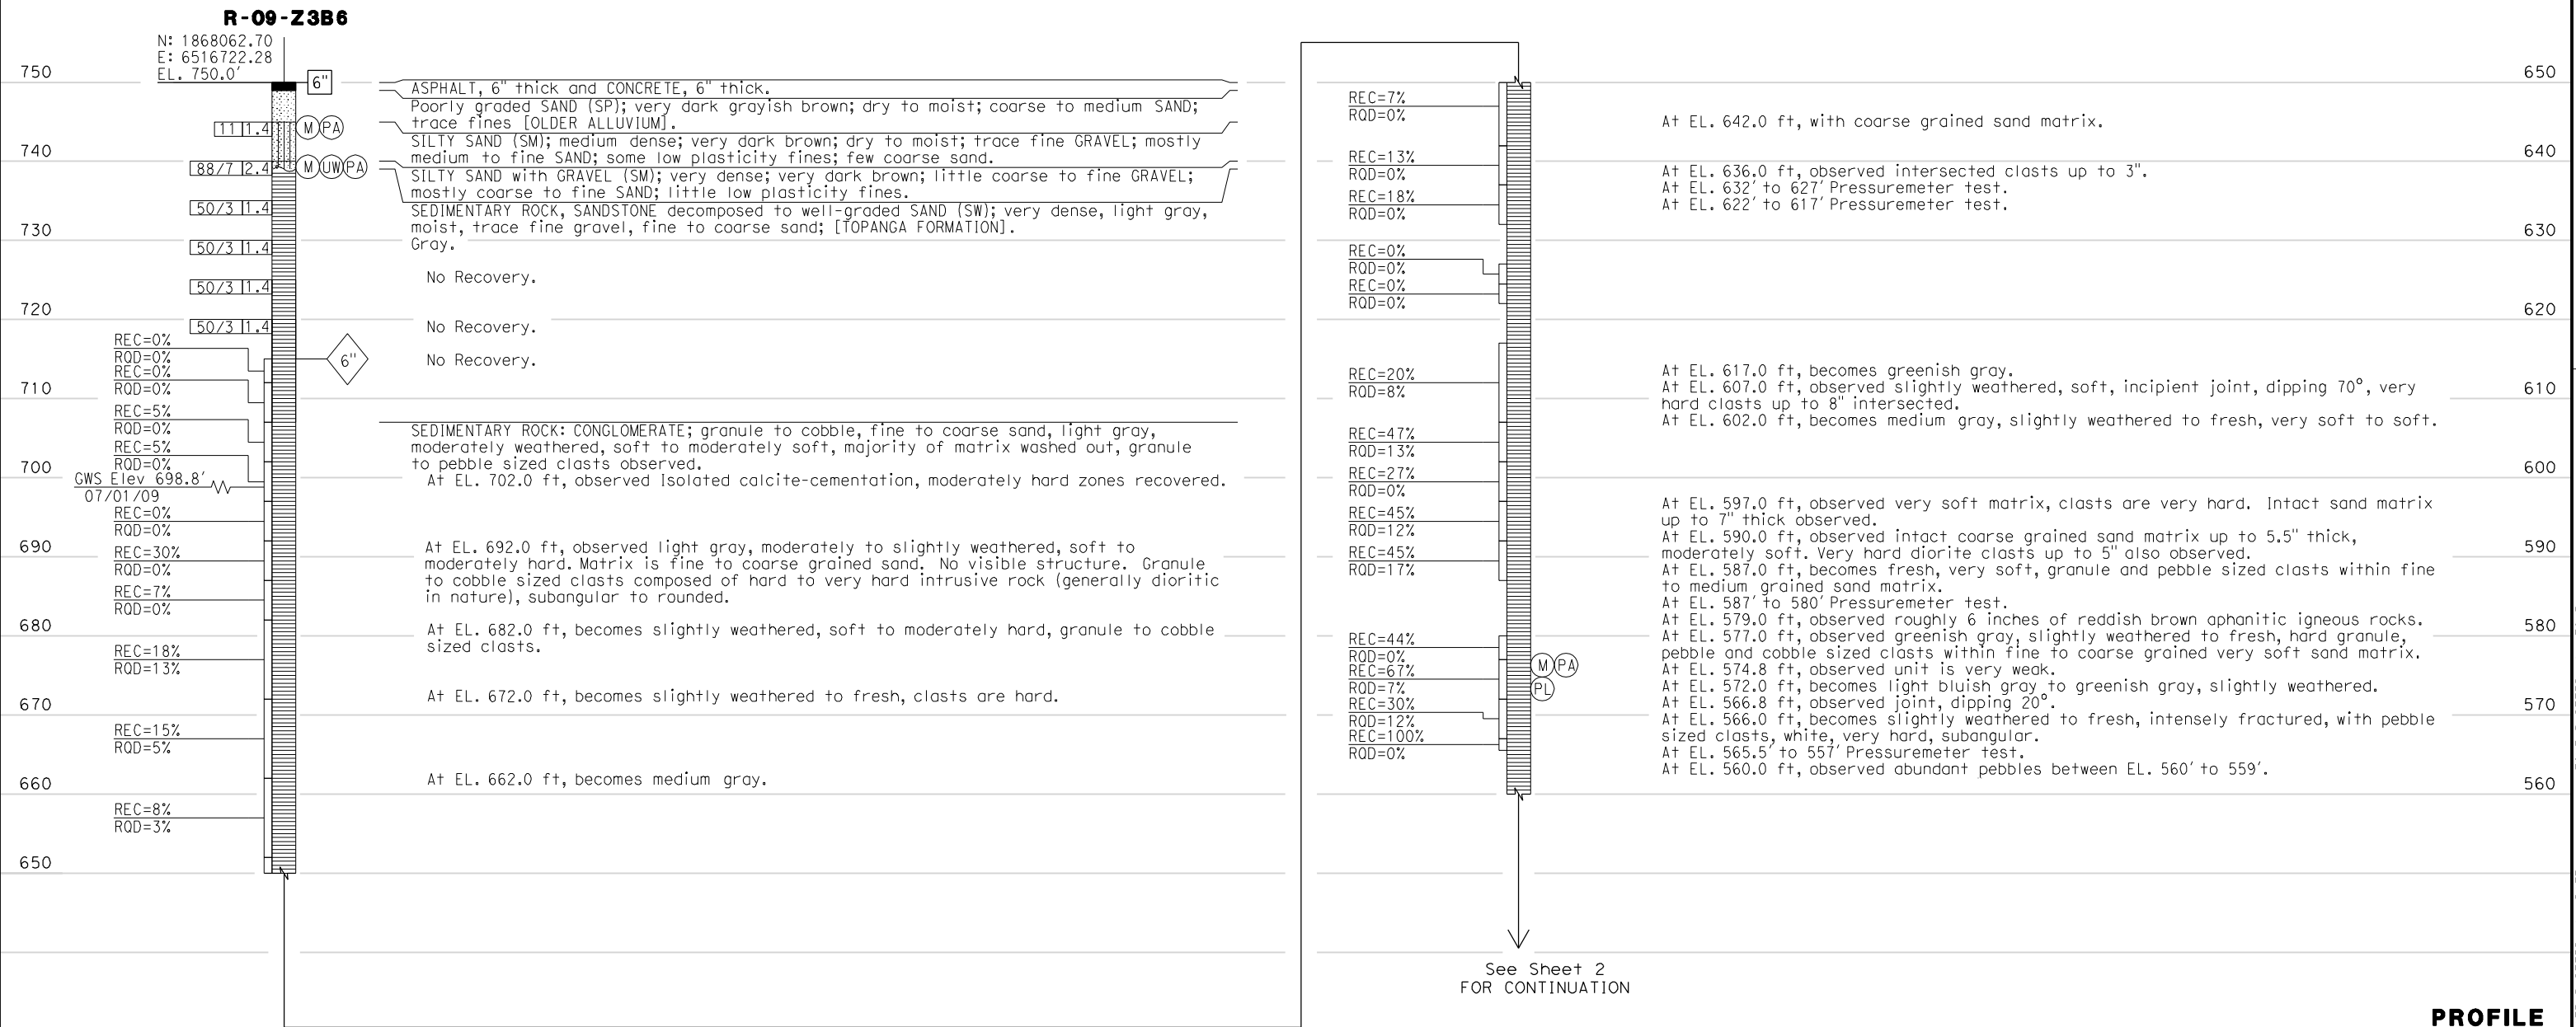 R-09-Z3B6
N: 1868062.70
E: 6516722.28
EL. 750.0'
750
6"
ASPHALT, 6" thick and CONCRETE, 6" thick.
Poorly graded SAND (SP); very dark grayish brown; dry to moist; coarse to medium SAND;
trace fines [OLDER ALLUVIUM].
11 1.4 M PA
SILTY SAND (SM); medium dense; very dark brown; dry to moist; trace fine GRAVEL; mostly
medium to fine SAND; some low plasticity fines; few coarse sand.
740
88/7 2.4 M UW PA
SILTY SAND with GRAVEL (SM); very dense; very dark brown; little coarse to fine GRAVEL;
mostly coarse to fine SAND; little low plasticity fines.
50/3 1.4
SEDIMENTARY ROCK, SANDSTONE decomposed to well-graded SAND (SW); very dense, light gray,
moist, trace fine gravel, fine to coarse sand; [TOPANGA FORMATION].
730
Gray.
50/3 1.4
No Recovery.
50/3 1.4
720
50/3 1.4
No Recovery.
REC=0%
RQD=0%
6"
No Recovery.
REC=0%
RQD=0%
710
REC=5%
RQD=0%
SEDIMENTARY ROCK: CONGLOMERATE; granule to cobble, fine to coarse sand, light gray,
moderately weathered, soft to moderately soft, majority of matrix washed out, granule
to pebble sized clasts observed.
REC=5%
RQD=0%
700
GWS Elev 698.8'
07/01/09
At EL. 702.0 ft, observed Isolated calcite-cementation, moderately hard zones recovered.
REC=0%
RQD=0%
690
REC=30%
RQD=0%
At EL. 692.0 ft, observed light gray, moderately to slightly weathered, soft to
moderately hard. Matrix is fine to coarse grained sand. No visible structure. Granule
to cobble sized clasts composed of hard to very hard intrusive rock (generally dioritic
in nature), subangular to rounded.
REC=7%
RQD=0%
680
At EL. 682.0 ft, becomes slightly weathered, soft to moderately hard, granule to cobble
sized clasts.
REC=18%
RQD=13%
At EL. 672.0 ft, becomes slightly weathered to fresh, clasts are hard.
670
REC=15%
RQD=5%
660
At EL. 662.0 ft, becomes medium gray.
REC=8%
RQD=3%
650
650
REC=7%
RQD=0%
At EL. 642.0 ft, with coarse grained sand matrix.
640
REC=13%
RQD=0%
At EL. 636.0 ft, observed intersected clasts up to 3".
At EL. 632' to 627' Pressuremeter test.
At EL. 622' to 617' Pressuremeter test.
REC=18%
RQD=0%
630
REC=0%
RQD=0%
REC=0%
RQD=0%
620
REC=20%
RQD=8%
At EL. 617.0 ft, becomes greenish gray.
At EL. 607.0 ft, observed slightly weathered, soft, incipient joint, dipping 70°, very
hard clasts up to 8" intersected.
At EL. 602.0 ft, becomes medium gray, slightly weathered to fresh, very soft to soft.
610
REC=47%
RQD=13%
REC=27%
RQD=0%
600
REC=45%
RQD=12%
At EL. 597.0 ft, observed very soft matrix, clasts are very hard. Intact sand matrix
up to 7" thick observed.
At EL. 590.0 ft, observed intact coarse grained sand matrix up to 5.5" thick,
moderately soft. Very hard diorite clasts up to 5" also observed.
590
REC=45%
RQD=17%
At EL. 587.0 ft, becomes fresh, very soft, granule and pebble sized clasts within fine
to medium grained sand matrix.
At EL. 587' to 580' Pressuremeter test.
At EL. 579.0 ft, observed roughly 6 inches of reddish brown aphanitic igneous rocks.
580
REC=44%
RQD=0%
At EL. 577.0 ft, observed greenish gray, slightly weathered to fresh, hard granule,
pebble and cobble sized clasts within fine to coarse grained very soft sand matrix.
M PA
REC=67%
RQD=7%
PL
At EL. 574.8 ft, observed unit is very weak.
At EL. 572.0 ft, becomes light bluish gray to greenish gray, slightly weathered.
At EL. 566.8 ft, observed joint, dipping 20°.
570
REC=30%
RQD=12%
At EL. 566.0 ft, becomes slightly weathered to fresh, intensely fractured, with pebble
sized clasts, white, very hard, subangular.
REC=100%
RQD=0%
At EL. 565.5' to 557' Pressuremeter test.
At EL. 560.0 ft, observed abundant pebbles between EL. 560' to 559'.
560
See Sheet 2
FOR CONTINUATION
PROFILE